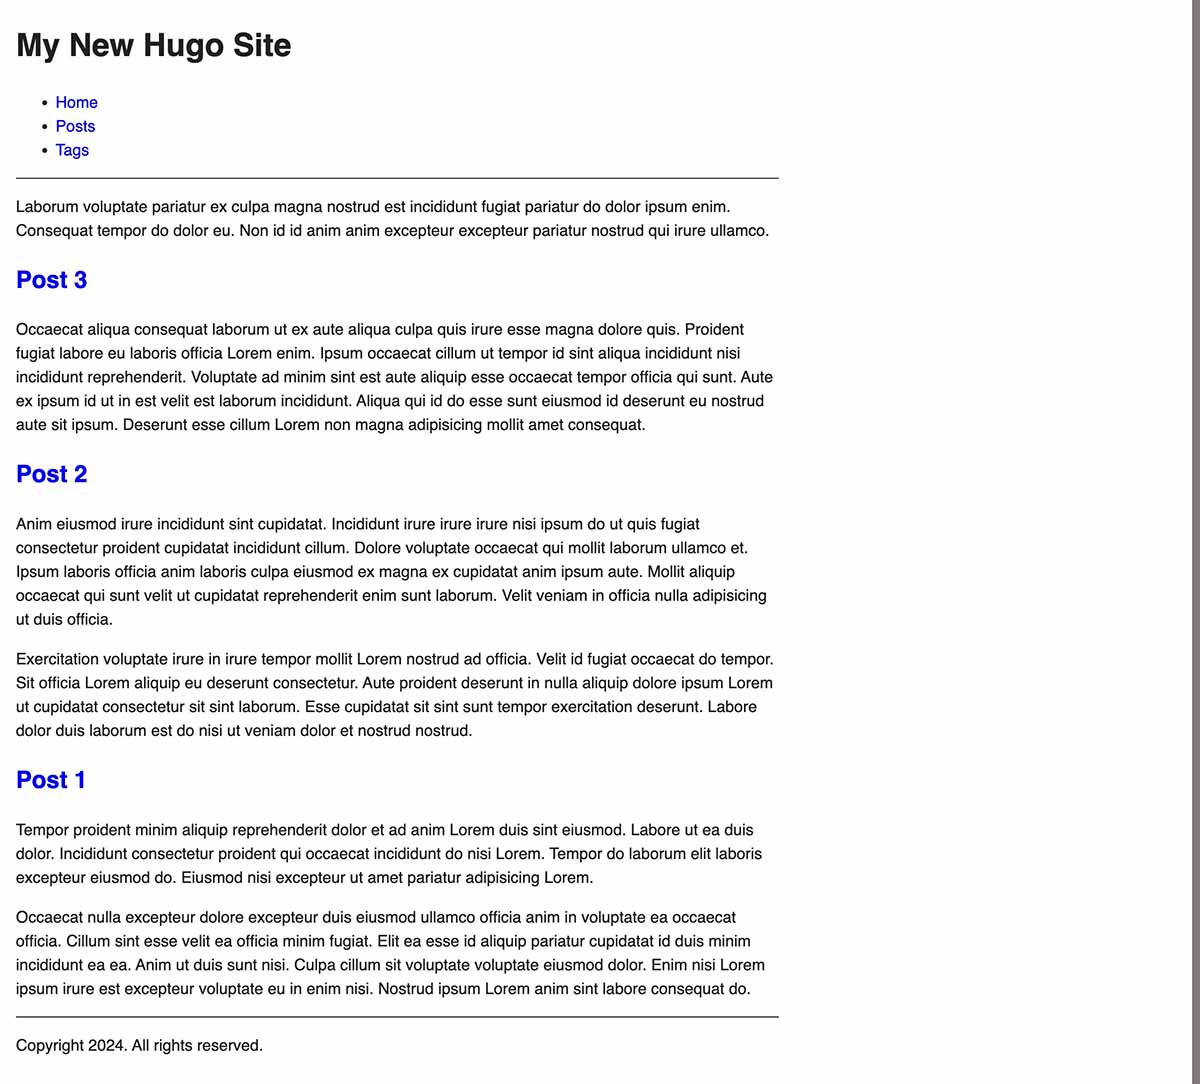 My New Hugo Site
Home
Posts
Tags
Laborum voluptate pariatur ex culpa magna nostrud est incididunt fugiat pariatur do dolor ipsum enim.
Consequat tempor do dolor eu. Non id id anim anim excepteur excepteur pariatur nostrud qui irure ullamco.
Post 3
Occaecat aliqua consequat laborum ut ex aute aliqua culpa quis irure esse magna dolore quis. Proident
fugiat labore eu laboris officia Lorem enim. Ipsum occaecat cillum ut tempor id sint aliqua incididunt nisi
incididunt reprehenderit. Voluptate ad minim sint est aute aliquip esse occaecat tempor officia qui sunt. Aute
ex ipsum id ut in est velit est laborum incididunt. Aliqua qui id do esse sunt eiusmod id deserunt eu nostrud
aute sit ipsum. Deserunt esse cillum Lorem non magna adipisicing mollit amet consequat.
Post 2
Anim eiusmod irure incididunt sint cupidatat. Incididunt irure irure irure nisi ipsum do ut quis fugiat
consectetur proident cupidatat incididunt cillum. Dolore voluptate occaecat qui mollit laborum ullamco et.
Ipsum laboris officia anim laboris culpa eiusmod ex magna ex cupidatat anim ipsum aute. Mollit aliquip
occaecat qui sunt velit ut cupidatat reprehenderit enim sunt laborum. Velit veniam in officia nulla adipisicing
ut duis officia.
Exercitation voluptate irure in irure tempor mollit Lorem nostrud ad officia. Velit id fugiat occaecat do tempor.
Sit officia Lorem aliquip eu deserunt consectetur. Aute proident deserunt in nulla aliquip dolore ipsum Lorem
ut cupidatat consectetur sit sint laborum. Esse cupidatat sit sint sunt tempor exercitation deserunt. Labore
dolor duis laborum est do nisi ut veniam dolor et nostrud nostrud.
Post 1
Tempor proident minim aliquip reprehenderit dolor et ad anim Lorem duis sint eiusmod. Labore ut ea duis
dolor. Incididunt consectetur proident qui occaecat incididunt do nisi Lorem. Tempor do laborum elit laboris
excepteur eiusmod do. Eiusmod nisi excepteur ut amet pariatur adipisicing Lorem.
Occaecat nulla excepteur dolore excepteur duis eiusmod ullamco officia anim in voluptate ea occaecat
officia. Cillum sint esse velit ea officia minim fugiat. Elit ea esse id aliquip pariatur cupidatat id duis minim
incididunt ea ea. Anim ut duis sunt nisi. Culpa cillum sit voluptate voluptate eiusmod dolor. Enim nisi Lorem
ipsum irure est excepteur voluptate eu in enim nisi. Nostrud ipsum Lorem anim sint labore consequat do.
Copyright 2024. All rights reserved.